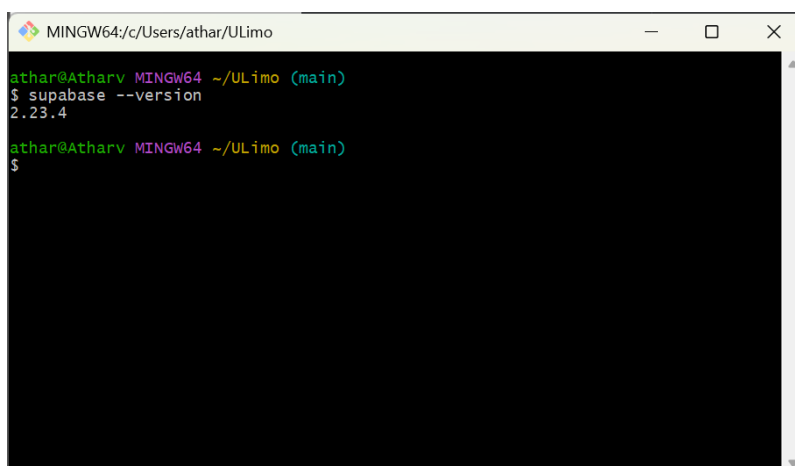 MINGW64:/c/Users/athar/ULimo
athar@Atharv MINGW64 ~/ULimo (main)
$ supabase --version
2.23.4
athar@Atharv MINGW64 ~/ULimo (main)
$